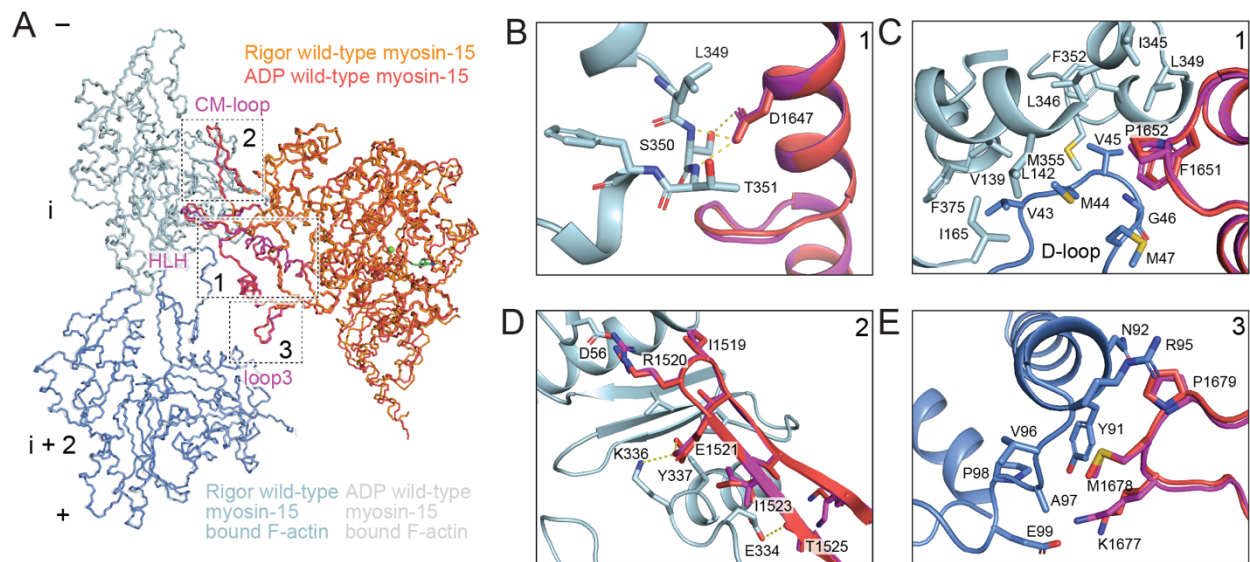 A
−
Rigor wild-type myosin-15
ADP wild-type myosin-15
CM-loop
2
i
HLH
1
3
loop3
i + 2
+
Rigor wild-type
myosin-15
bound F-actin
ADP wild-type
myosin-15
bound F-actin
B
1
L349
D1647
S350
T351
C
1
I345
F352
L349
L346
P1652
V45
M355
F1651
L142
V139
M44
G46
F375
V43
I165
M47
D-loop
D
2
D56
R1520
I1519
K336
E1521
Y337
I1523
E334
T1525
E
3
N92
R95
P1679
V96
Y91
P98
M1678
A97
E99
K1677